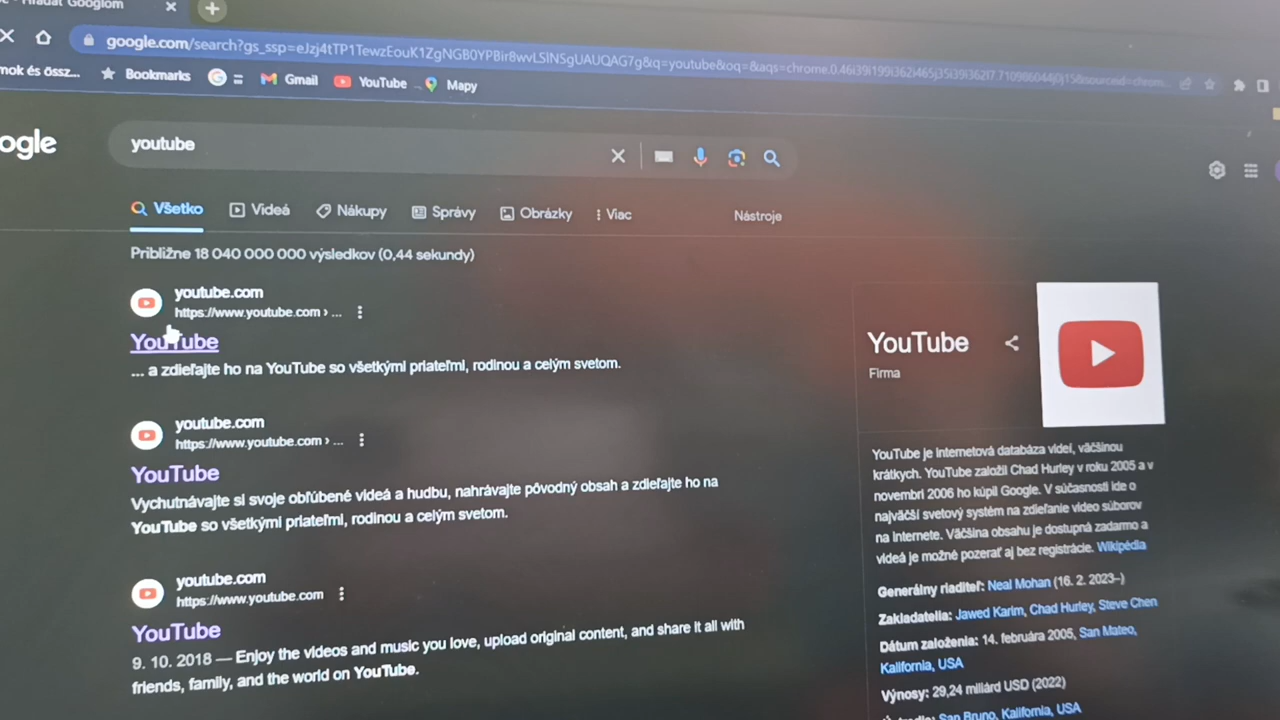 Hľadať Googlom
google.com/search?gs_ssp=
mok és össz...
Bookmarks
Gmail
YouTube
Mapy
ogle
youtube
Všetko
Videá
Nákupy
Správy
Obrázky
Viac
Nástroje
Približne 18 040 000 000 výsledkov (0,44 sekundy)
youtube.com
https://www.youtube.com › ...
YouTube
... a zdieľajte ho na YouTube so všetkými priateľmi, rodinou a celým svetom.
youtube.com
https://www.youtube.com › ...
YouTube
Vychutnávajte si svoje obľúbené videá a hudbu, nahrávajte pôvodný obsah a zdieľajte ho na
YouTube so všetkými priateľmi, rodinou a celým svetom.
youtube.com
https://www.youtube.com
YouTube
9. 10. 2018 — Enjoy the videos and music you love, upload original content, and share it all with
friends, family, and the world on YouTube.
YouTube
Firma
YouTube je internetová databáza videí, väčšinou
krátkych. YouTube založil Chad Hurley v roku 2005 a v
novembri 2006 ho kúpil Google. V súčasnosti ide o
najväčší svetový systém na zdieľanie video súborov
na Internete. Väčšina obsahu je dostupná zadarmo a
videá je možné pozerať aj bez registrácie. Wikipédia
Generálny riaditeľ: Neal Mohan (16. 2. 2023–)
Zakladatelia: Jawed Karim, Chad Hurley, Steve Chen
Dátum založenia: 14. februára 2005, San Mateo,
Kalifornia, USA
Výnosy: 29,24 miliárd USD (2022)
San Bruno, Kalifornia, USA